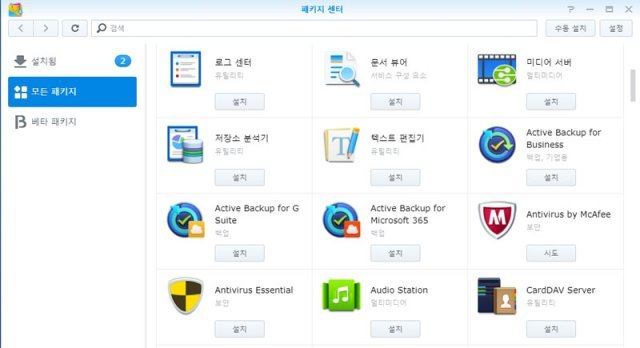 패키지 센터
검색
수동 설치
설정
설치됨
2
모든 패키지
베타 패키지
로그 센터
유틸리티
설치
문서 뷰어
서비스 구성 요소
설치
미디어 서버
멀티미디어
설치
저장소 분석기
유틸리티
설치
텍스트 편집기
유틸리티
설치
Active Backup for
Business
백업, 기업용
설치
Active Backup for G
Suite
백업
설치
Active Backup for
Microsoft 365
백업
설치
Antivirus by McAfee
보안
시도
Antivirus Essential
보안
설치
Audio Station
멀티미디어
설치
CardDAV Server
유틸리티
설치